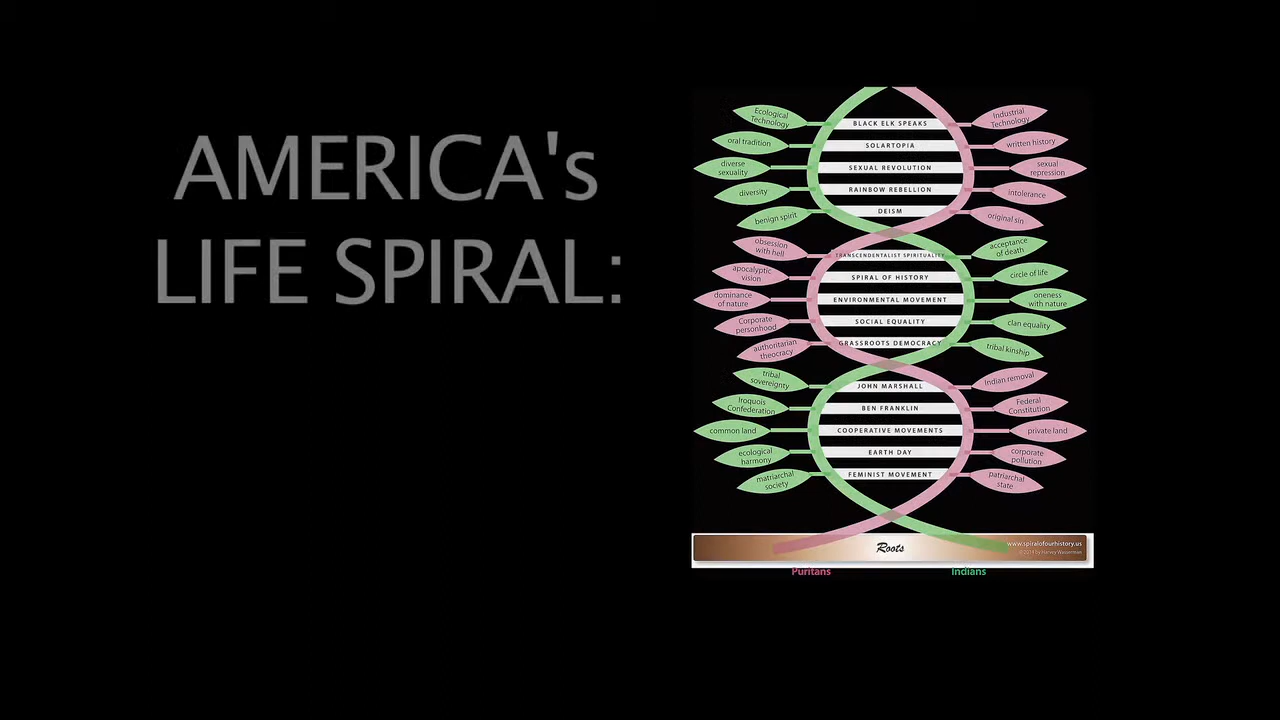 AMERICA's
LIFE SPIRAL:
Ecological
Technology
BLACK ELK SPEAKS
Industrial
Technology
oral tradition
SOLARTOPIA
written history
diverse
sexuality
SEXUAL REVOLUTION
sexual
repression
diversity
RAINBOW REBELLION
intolerance
benign spirit
DEISM
original sin
obsession
with hell
TRANSCENDENTALIST SPIRITUALITY
acceptance
of death
apocalyptic
vision
SPIRAL OF HISTORY
circle of life
dominance
of nature
ENVIRONMENTAL MOVEMENT
oneness
with nature
Corporate
personhood
SOCIAL EQUALITY
clan equality
authoritarian
theocracy
GRASSROOTS DEMOCRACY
tribal kinship
tribal
sovereignty
JOHN MARSHALL
Indian removal
Iroquois
Confederation
BEN FRANKLIN
Federal
Constitution
common land
COOPERATIVE MOVEMENTS
private land
ecological
harmony
EARTH DAY
corporate
pollution
matriarchal
society
FEMINIST MOVEMENT
patriarchal
state
Roots
www.spiralofourhistory.us
© 2018 by Harvey Wasserman
Puritans
Indians